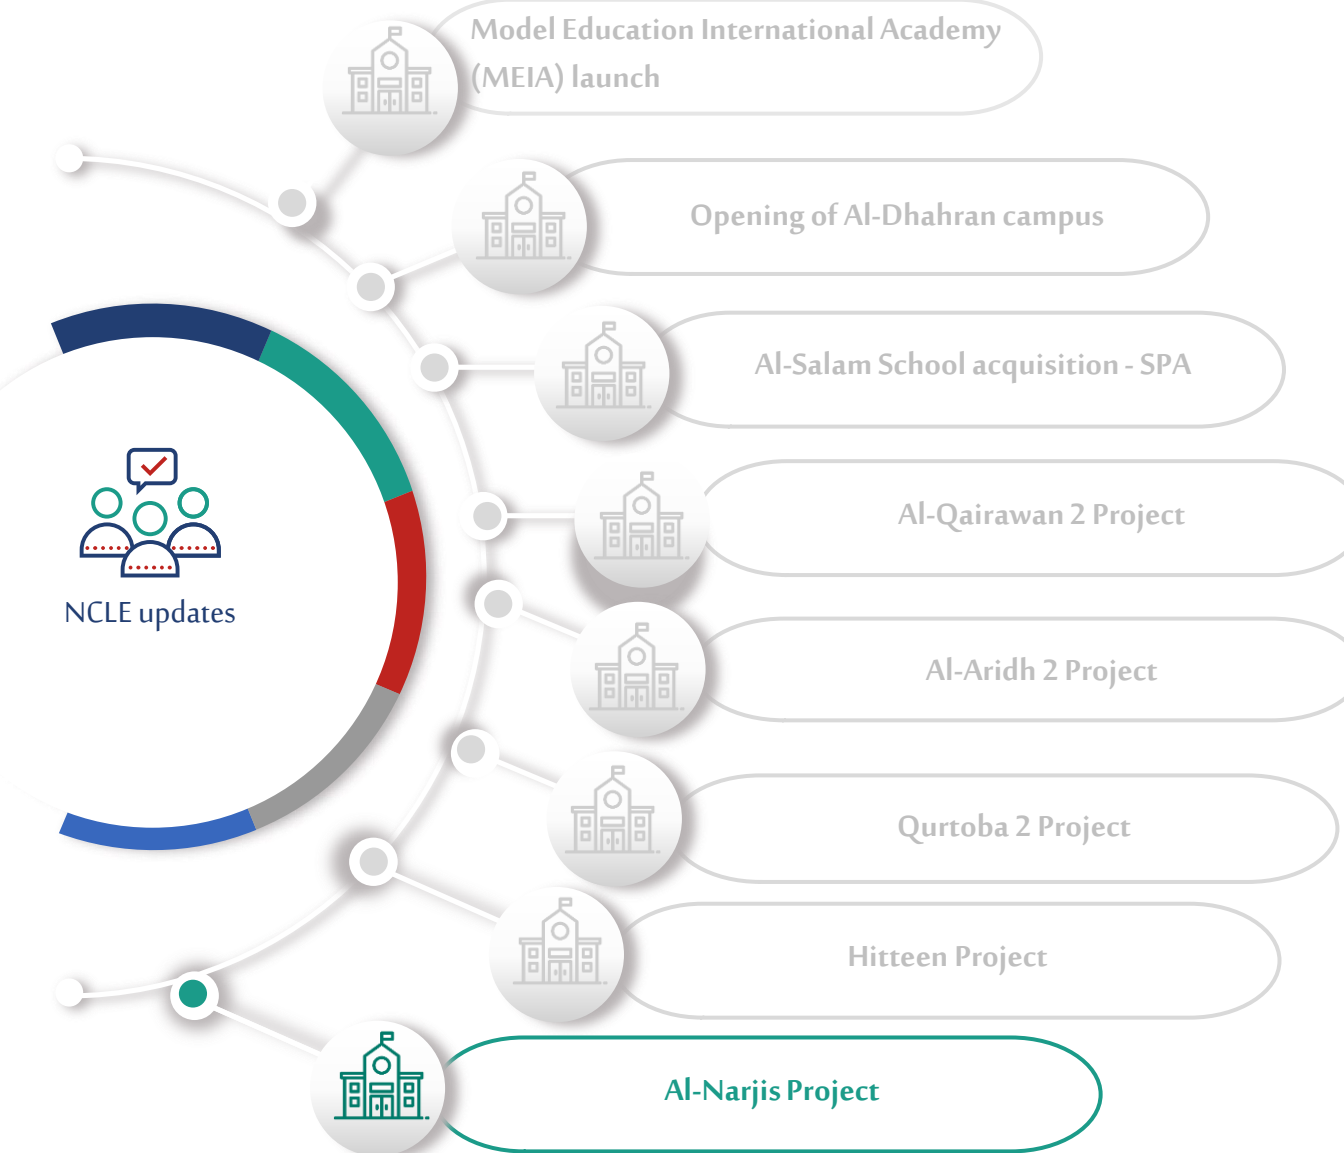 Model Education International Academy
(MEIA) launch
Opening of Al-Dhahran campus
Al-Salam School acquisition - SPA
Al-Qairawan 2 Project
NCLE updates
Al-Aridh 2 Project
Qurtoba 2 Project
Hitteen Project
Al-Narjis Project